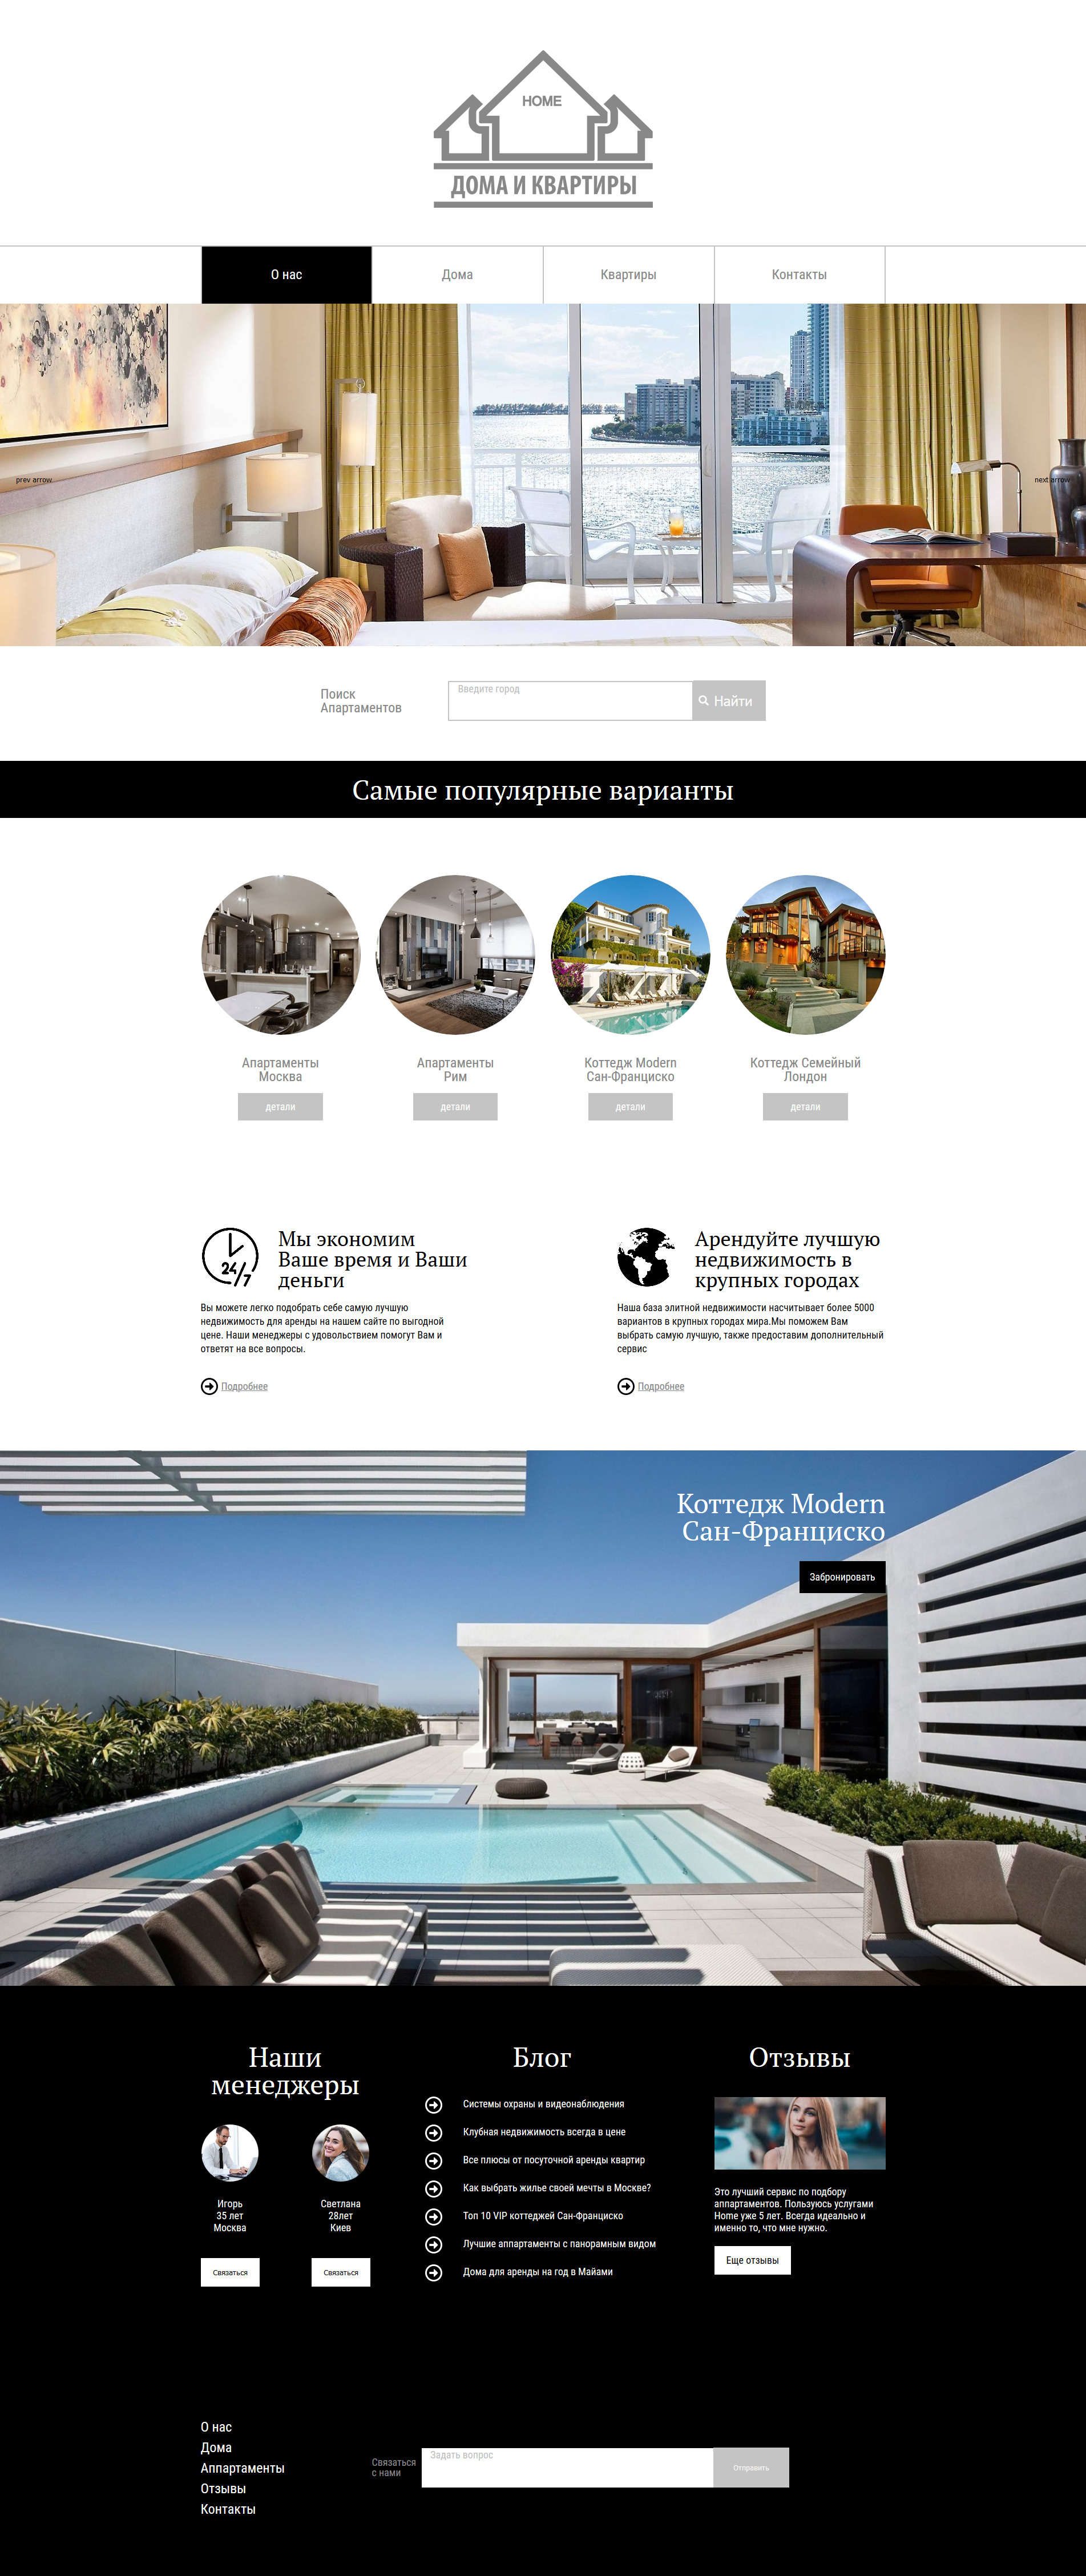 HOME
ДОМА И КВАРТИРЫ
О нас
Дома
Квартиры
Контакты
prev arrow
next arrow
Поиск
Апартаментов
Введите город
Найти
Самые популярные варианты
Апартаменты
Москва
детали
Апартаменты
Рим
детали
Коттедж Modern
Сан-Франциско
детали
Коттедж Семейный
Лондон
детали
24/7
Мы экономим
Ваше время и Ваши
деньги
Вы можете легко подобрать себе самую лучшую
недвижимость для аренды на нашем сайте по выгодной
цене. Наши менеджеры с удовольствием помогут Вам и
ответят на все вопросы.
Подробнее
Арендуйте лучшую
недвижимость в
крупных городах
Наша база элитной недвижимости насчитывает более 5000
вариантов в крупных городах мира.Мы поможем Вам
выбрать самую лучшую, также предоставим дополнительный
сервис
Подробнее
Коттедж Modern
Сан-Франциско
Забронировать
Наши
менеджеры
Игорь
35 лет
Москва
Связаться
Светлана
28лет
Киев
Связаться
Блог
Системы охраны и видеонаблюдения
Клубная недвижимость всегда в цене
Все плюсы от посуточной аренды квартир
Как выбрать жилье своей мечты в Москве?
Топ 10 VIP коттеджей Сан-Франциско
Лучшие аппартаменты с панорамным видом
Дома для аренды на год в Майами
Отзывы
Это лучший сервис по подбору
аппартаментов. Пользуюсь услугами
Home уже 5 лет. Всегда идеально и
именно то, что мне нужно.
Еще отзывы
О нас
Дома
Аппартаменты
Отзывы
Контакты
Связаться
с нами
Задать вопрос
Отправить